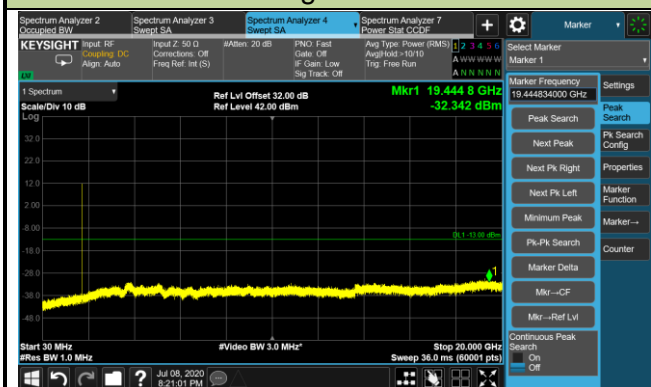 Spectrum Analyzer 2
Occupied BW
Spectrum Analyzer 3
Swept SA
Spectrum Analyzer 4
Swept SA
Spectrum Analyzer 7
Power Stat CCDF
+
Marker
KEYSIGHT
Input: RF
Coupling: DC
Align: Auto
Input Z: 50 Ω
Corrections: Off
Freq Ref: Int (S)
#Atten: 20 dB
PNO: Fast
Gate: Off
IF Gain: Low
Sig Track: Off
Avg Type: Power (RMS)
Avg|Hold:>10/10
Trig: Free Run
1 2 3 4 5 6
A W W W W W
A N N N N N
Select Marker
Marker 1
1 Spectrum
Scale/Div 10 dB
Log
Ref Lvl Offset 32.00 dB
Ref Level 42.00 dBm
Mkr1 19.444 8 GHz
-32.342 dBm
32.0
22.0
12.0
2.00
-8.00
-18.0
-28.0
-38.0
-48.0
DL1 -13.00 dBm
1
Start 30 MHz
#Res BW 1.0 MHz
#Video BW 3.0 MHz*
Stop 20.000 GHz
Sweep 36.0 ms (60001 pts)
Marker Frequency
19.444834000 GHz
Peak Search
Next Peak
Next Pk Right
Next Pk Left
Minimum Peak
Pk-Pk Search
Marker Delta
Mkr→CF
Mkr→Ref Lvl
Continuous Peak
Search
On
Off
Settings
Peak
Search
Pk Search
Config
Properties
Marker
Function
Marker→
Counter
?
Jul 08, 2020
8:21:01 PM